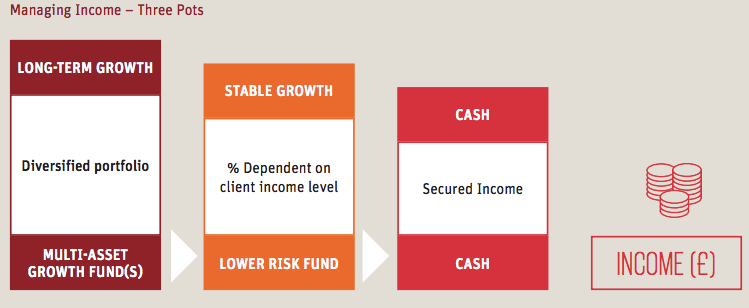 Managing Income – Three Pots
LONG-TERM GROWTH
Diversified portfolio
MULTI-ASSET
GROWTH FUND(S)
STABLE GROWTH
% Dependent on
client income level
LOWER RISK FUND
CASH
Secured Income
CASH
INCOME (£)